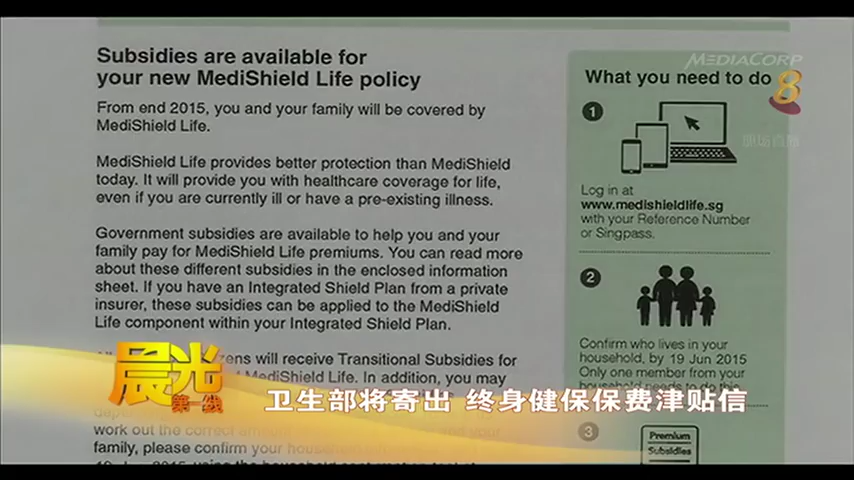 Subsidies are available for
your new MediShield Life policy
From end 2015, you and your family will be covered by
MediShield Life.
MediShield Life provides better protection than MediShield
today. It will provide you with healthcare coverage for life,
even if you are currently ill or have a pre-existing illness.
Government subsidies are available to help you and your
family pay for MediShield Life premiums. You can read more
about these different subsidies in the enclosed information
sheet. If you have an Integrated Shield Plan from a private
insurer, these subsidies can be applied to the MediShield
Life component within your Integrated Shield Plan.
will receive Transitional Subsidies for
MediShield Life. In addition, you may
work out the correct
family, please confirm your
MEDIACORP
8
现场直播
What you need to do
1
Log in at
www.medishieldlife.sg
with your Reference Number
or Singpass.
2
Confirm who lives in your
household, by 19 Jun 2015
Only one member from your
household needs to do this.
3
Premium
Subsidies
晨光
第一线
卫生部将寄出 终身健保保费津贴信